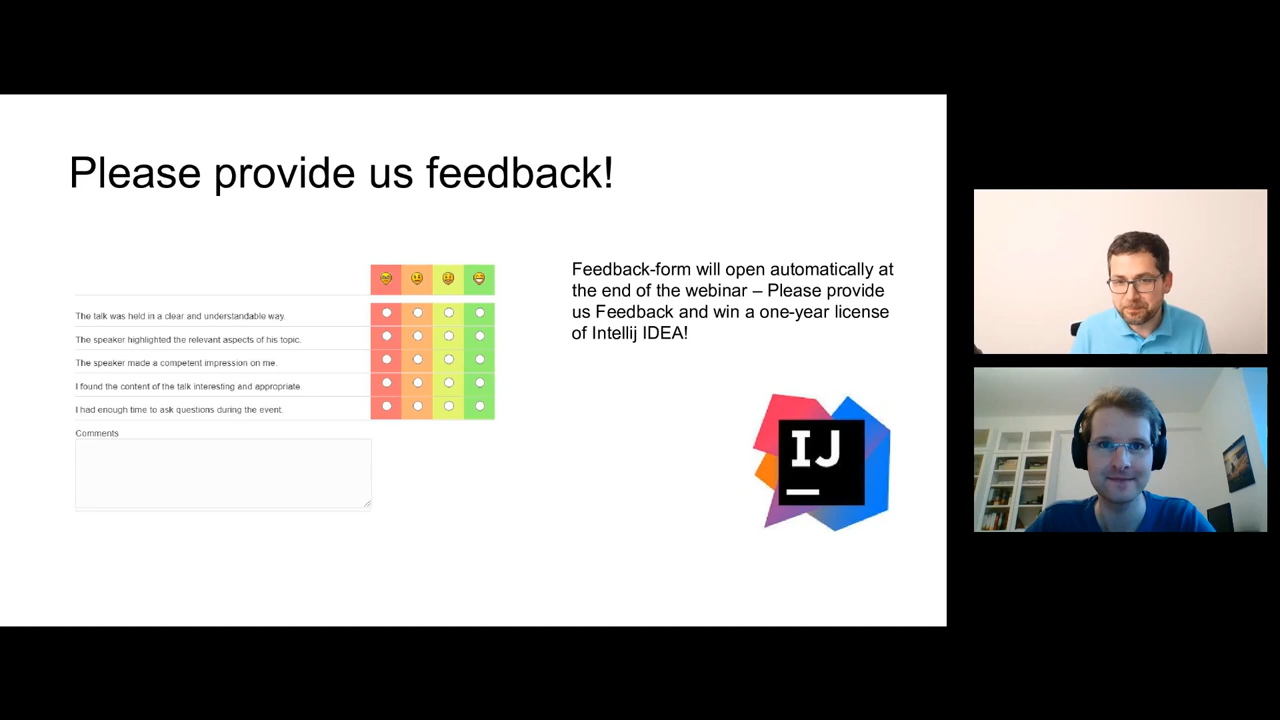 Please provide us feedback!
Feedback-form will open automatically at
the end of the webinar – Please provide
us Feedback and win a one-year license
of Intellij IDEA!
The talk was held in a clear and understandable way.
The speaker highlighted the relevant aspects of his topic.
The speaker made a competent impression on me.
I found the content of the talk interesting and appropriate.
I had enough time to ask questions during the event.
Comments
IJ